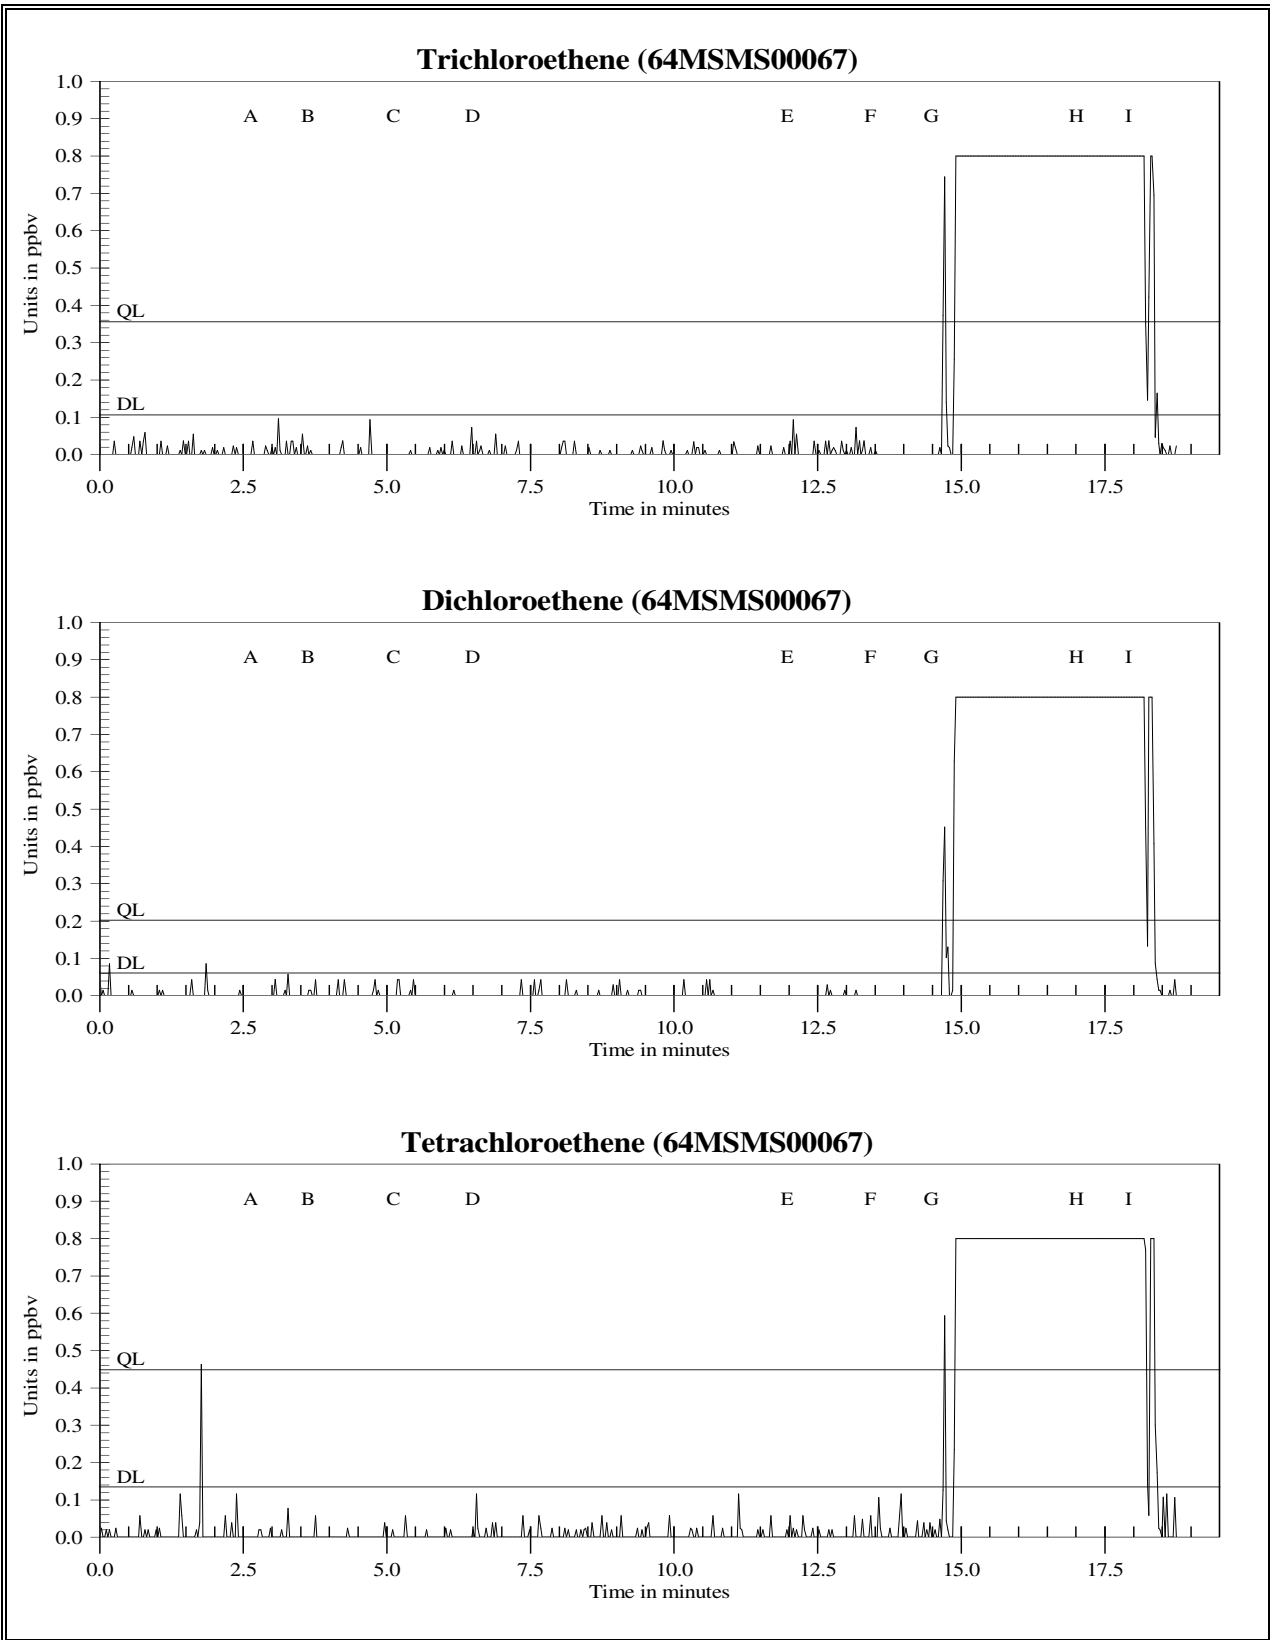 Trichloroethene (64MSMS00067)
1.0
A B C D E F G H I
0.9
0.8
0.7
0.6
0.5
0.4
QL
0.3
0.2
DL
0.1
0.0
Units in ppbv
0.0 2.5 5.0 7.5 10.0 12.5 15.0 17.5
Time in minutes
Dichloroethene (64MSMS00067)
1.0
A B C D E F G H I
0.9
0.8
0.7
0.6
0.5
0.4
0.3
QL
0.2
0.1
DL
0.0
Units in ppbv
0.0 2.5 5.0 7.5 10.0 12.5 15.0 17.5
Time in minutes
Tetrachloroethene (64MSMS00067)
1.0
A B C D E F G H I
0.9
0.8
0.7
0.6
0.5
QL
0.4
0.3
0.2
DL
0.1
0.0
Units in ppbv
0.0 2.5 5.0 7.5 10.0 12.5 15.0 17.5
Time in minutes